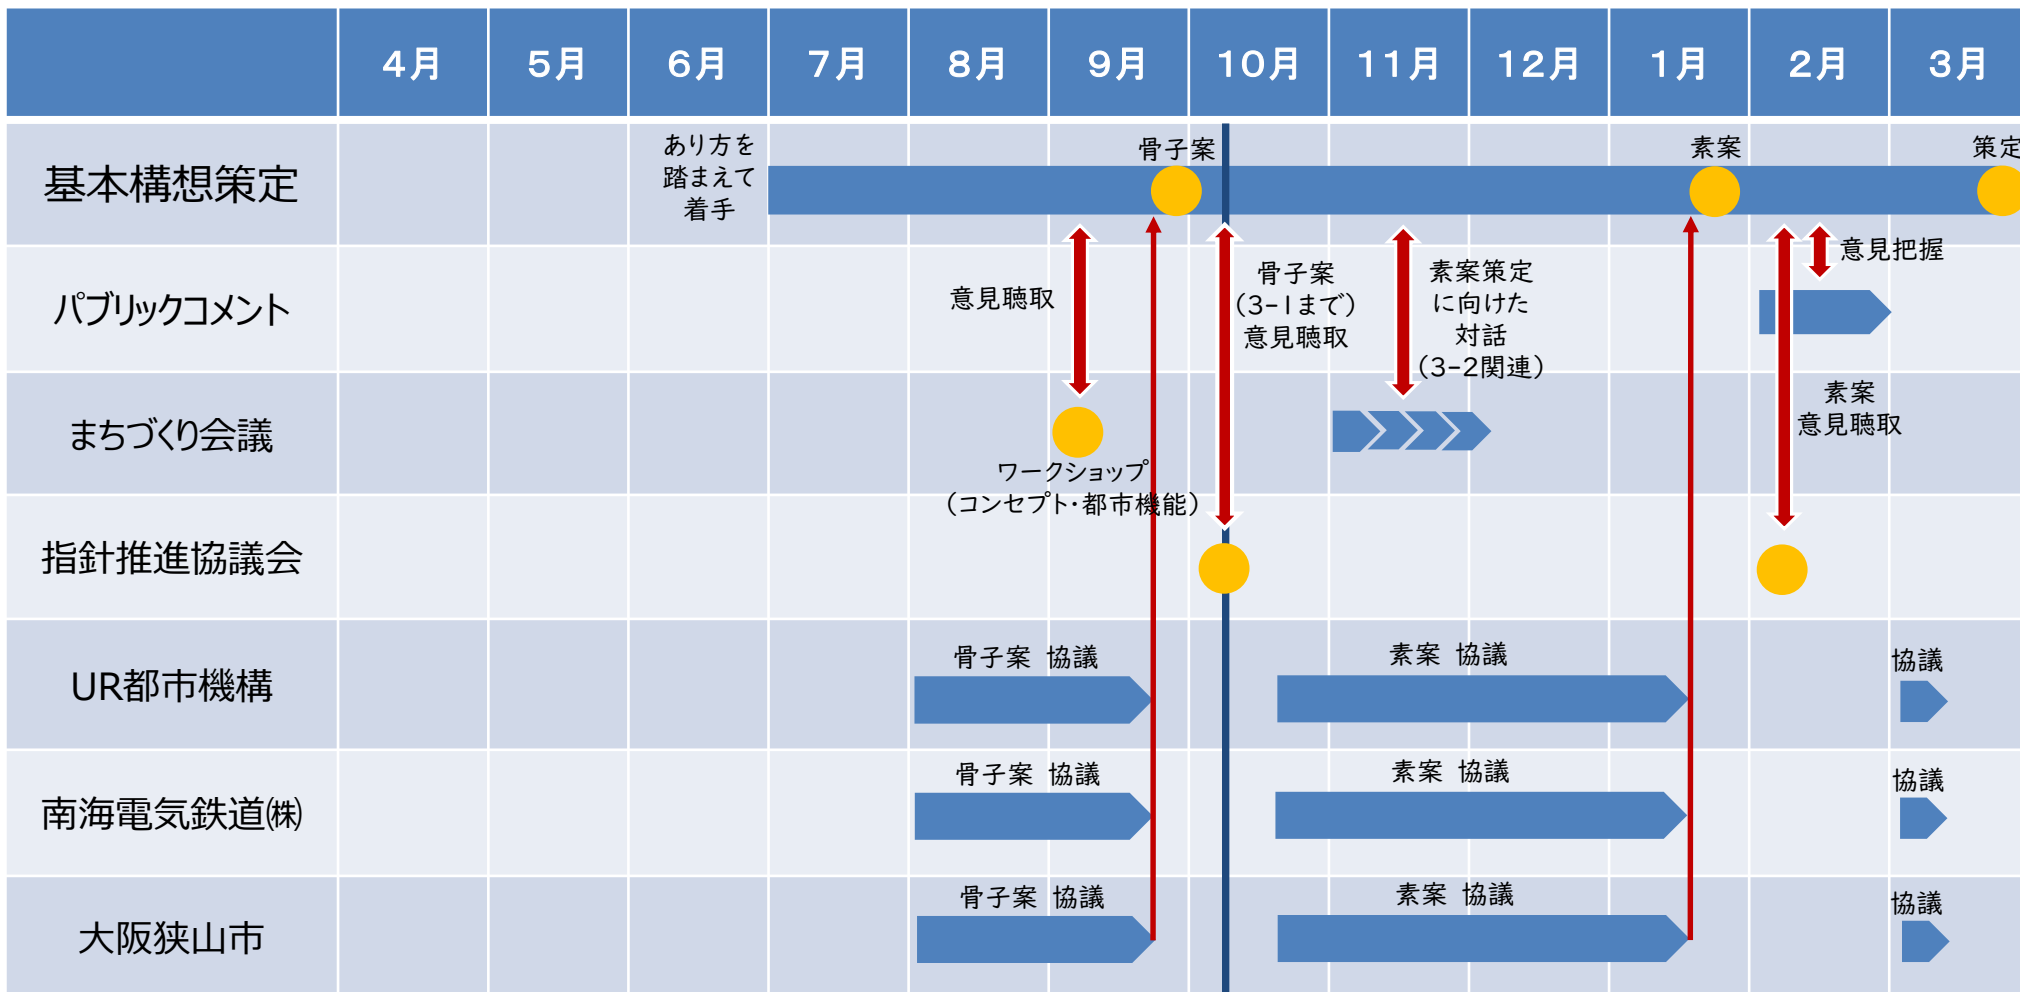 4月
5月
6月
7月
8月
9月
10月
11月
12月
1月
2月
3月
基本構想策定
あり方を
踏まえて
着手
骨子案
素案
策定
パブリックコメント
意見聴取
骨子案
（3-1まで）
意見聴取
素案策定
に向けた
対話
（3-2関連）
意見把握
まちづくり会議
ワークショップ
（コンセプト・都市機能）
素案
意見聴取
指針推進協議会
UR都市機構
骨子案 協議
素案 協議
協議
南海電気鉄道㈱
骨子案 協議
素案 協議
協議
大阪狭山市
骨子案 協議
素案 協議
協議